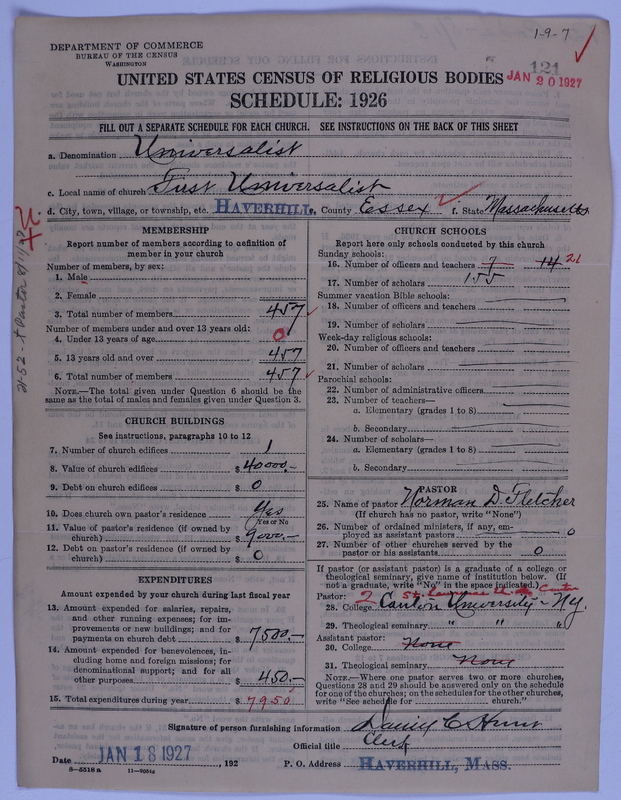 1-9-7
DEPARTMENT OF COMMERCE
BUREAU OF THE CENSUS
WASHINGTON
121
UNITED STATES CENSUS OF RELIGIOUS BODIES
JAN 20 1927
SCHEDULE: 1926
FILL OUT A SEPARATE SCHEDULE FOR EACH CHURCH. SEE INSTRUCTIONS ON THE BACK OF THIS SHEET
a. Denomination Universalist
c. Local name of church First Universalist
d. City, town, village, or township, etc. HAVERHILL, County Essex f. State Massachusetts
MEMBERSHIP
Report number of members according to definition of
member in your church
Number of members, by sex:
1. Male
2. Female
3. Total number of members 457
Number of members under and over 13 years old:
4. Under 13 years of age 0
5. 13 years old and over 457
6. Total number of members 457
NOTE.—The total given under Question 6 should be the
same as the total of males and females given under Question 3.
CHURCH BUILDINGS
See instructions, paragraphs 10 to 12
7. Number of church edifices 1
8. Value of church edifices $ 40000.-
9. Debt on church edifices $ 0
10. Does church own pastor's residence Yes
Yes or No
11. Value of pastor's residence (if owned by
church) $ 9000.-
12. Debt on pastor's residence (if owned by
church) $ 0
EXPENDITURES
Amount expended by your church during last fiscal year
13. Amount expended for salaries, repairs,
and other running expenses; for im-
provements or new buildings; and for
payments on church debt $ 7500.-
14. Amount expended for benevolences, in-
cluding home and foreign missions; for
denominational support; and for all
other purposes $ 450.-
15. Total expenditures during year $ 7950
CHURCH SCHOOLS
Report here only schools conducted by this church
Sunday schools:
16. Number of officers and teachers 7 14 21
17. Number of scholars 155
Summer vacation Bible schools:
18. Number of officers and teachers
19. Number of scholars
Week-day religious schools:
20. Number of officers and teachers
21. Number of scholars
Parochial schools:
22. Number of administrative officers
23. Number of teachers—
a. Elementary (grades 1 to 8)
b. Secondary
24. Number of scholars—
a. Elementary (grades 1 to 8)
b. Secondary
PASTOR
25. Name of pastor Norman D. Fletcher
(If church has no pastor, write "None")
26. Number of ordained ministers, if any, em-
ployed as assistant pastors 0
27. Number of other churches served by the
pastor or his assistants 0
If pastor (or assistant pastor) is a graduate of a college or
theological seminary, give name of institution below. (If
not a graduate, write "No" in the space indicated.)
Pastor: 2 St. Lawrence U. Canton
28. College Canton University - N.Y.
29. Theological seminary " " "
Assistant pastor:
30. College None
31. Theological seminary None
NOTE.—Where one pastor serves two or more churches,
Questions 28 and 29 should be answered only on the schedule
for one of the churches; on the schedules for the other churches,
write "See schedule for church."
Signature of person furnishing information
Official title Clerk
Date JAN 18 1927, 192 P. O. Address HAVERHILL, MASS.
8-5518 a